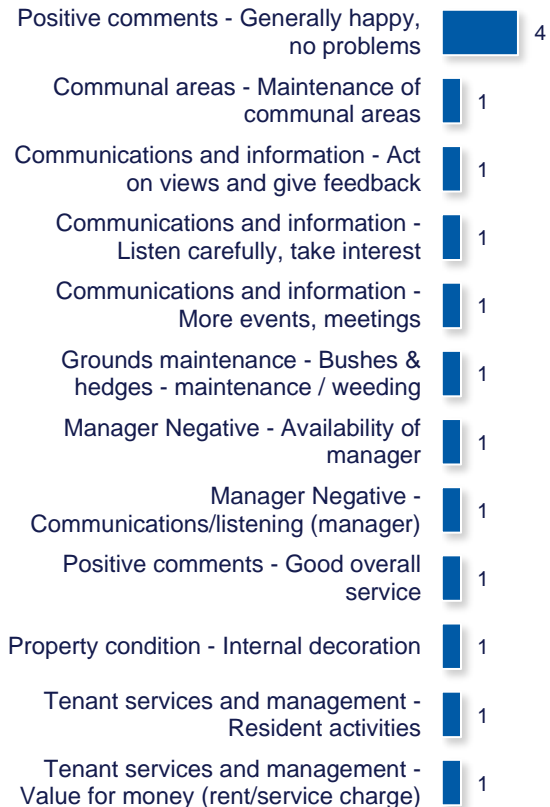 Positive comments - Generally happy,
no problems
4
Communal areas - Maintenance of
communal areas
1
Communications and information - Act
on views and give feedback
1
Communications and information -
Listen carefully, take interest
1
Communications and information -
More events, meetings
1
Grounds maintenance - Bushes &
hedges - maintenance / weeding
1
Manager Negative - Availability of
manager
1
Manager Negative -
Communications/listening (manager)
1
Positive comments - Good overall
service
1
Property condition - Internal decoration
1
Tenant services and management -
Resident activities
1
Tenant services and management -
Value for money (rent/service charge)
1